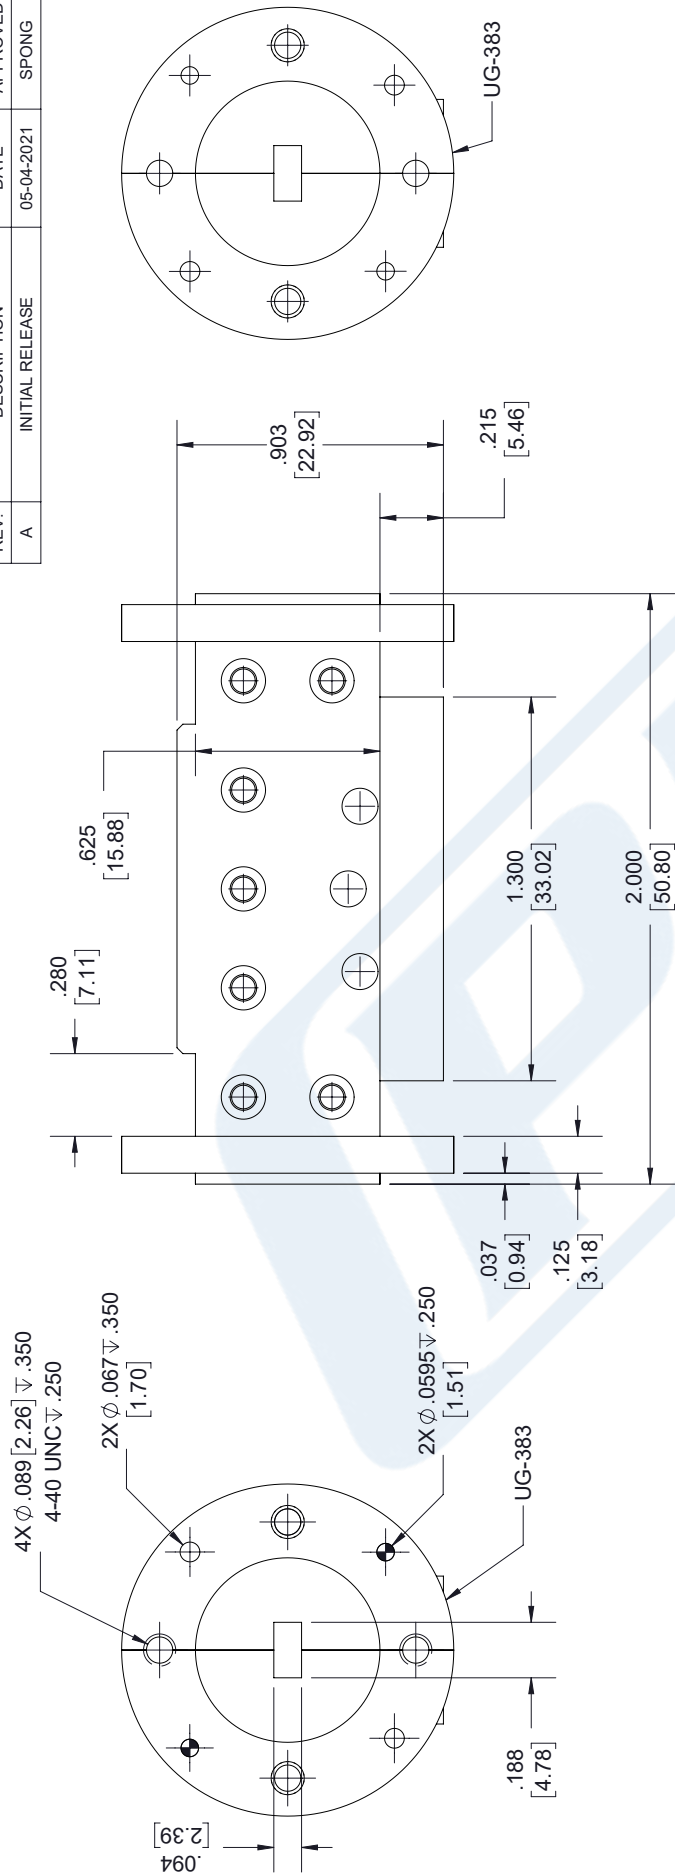 DESCRIPTION
DATE
APPROVED
A
INITIAL RELEASE
05-04-2021
SPONG
4X ⌀ .089 [2.26] ↧ .350
4-40 UNC ↧ .250
2X ⌀ .067 ↧ .350
[1.70]
2X ⌀ .0595 ↧ .250
[1.51]
UG-383
.094
[2.39]
.188
[4.78]
.280
[7.11]
.625
[15.88]
.903
[22.92]
.215
[5.46]
.037
[0.94]
.125
[3.18]
1.300
[33.02]
2.000
[50.80]
UG-383